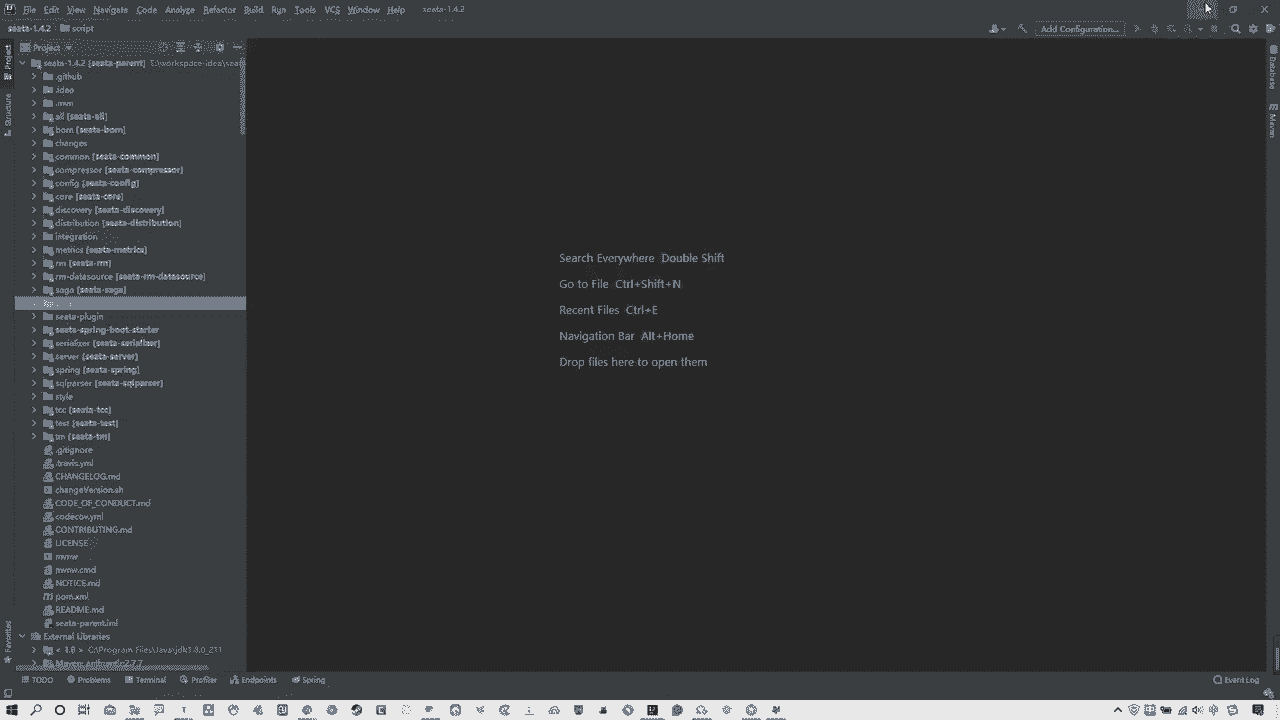 File Edit View Navigate Code Analyze Refactor Build Run Tools VCS Window Help seata-1.4.2
seata-1.4.2 script
Add Configuration...
Project
seata-1.4.2 [seata-parent] E:\workspace-idea\seat
.github
.idea
.mvn
all [seata-all]
bom [seata-bom]
changes
common [seata-common]
compressor [seata-compressor]
config [seata-config]
core [seata-core]
discovery [seata-discovery]
distribution [seata-distribution]
integration
metrics [seata-metrics]
rm [seata-rm]
rm-datasource [seata-rm-datasource]
saga [seata-saga]
seata-plugin
seata-spring-boot-starter
serializer [seata-serializer]
server [seata-server]
spring [seata-spring]
sqlparser [seata-sqlparser]
style
tcc [seata-tcc]
test [seata-test]
tm [seata-tm]
.gitignore
.travis.yml
CHANGELOG.md
changeVersion.sh
CODE_OF_CONDUCT.md
codecov.yml
CONTRIBUTING.md
LICENSE
mvnw
mvnw.cmd
NOTICE.md
pom.xml
README.md
seata-parent.iml
External Libraries
< 1.8 > C:\Program Files\Java\jdk1.8.0_211
Project
Structure
Favorites
Search Everywhere Double Shift
Go to File Ctrl+Shift+N
Recent Files Ctrl+E
Navigation Bar Alt+Home
Drop files here to open them
Database
Maven
TODO Problems Terminal Profiler Endpoints Spring
Event Log